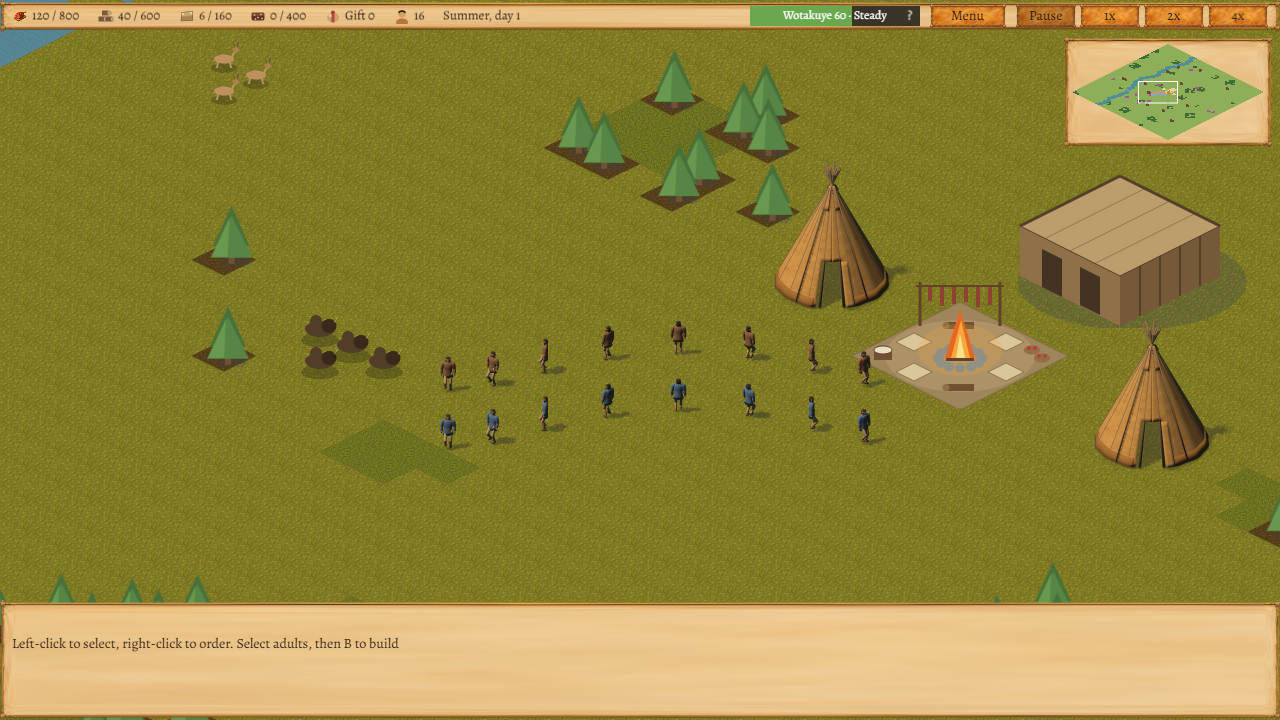 120 / 800 40 / 600 6 / 160 0 / 400 Gift 0 16 Summer, day 1 Wotakuye 60 - Steady ? Menu Pause 1x 2x 4x
Left-click to select, right-click to order. Select adults, then B to build